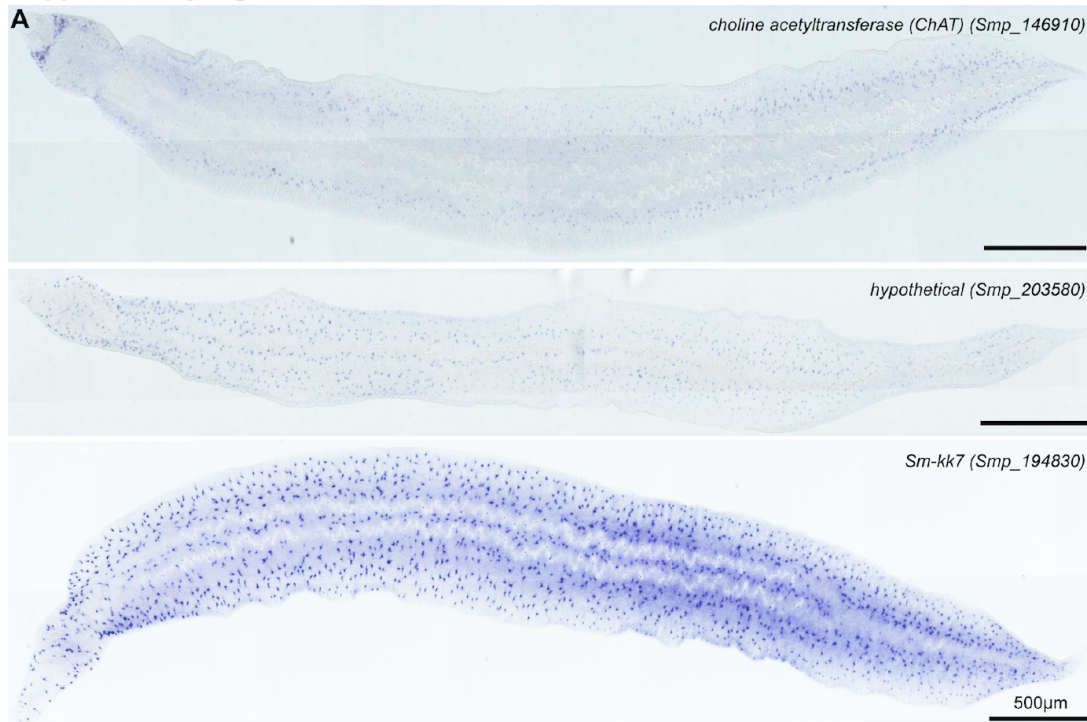 A
choline acetyltransferase (ChAT) (Smp_146910)
hypothetical (Smp_203580)
Sm-kk7 (Smp_194830)
500µm